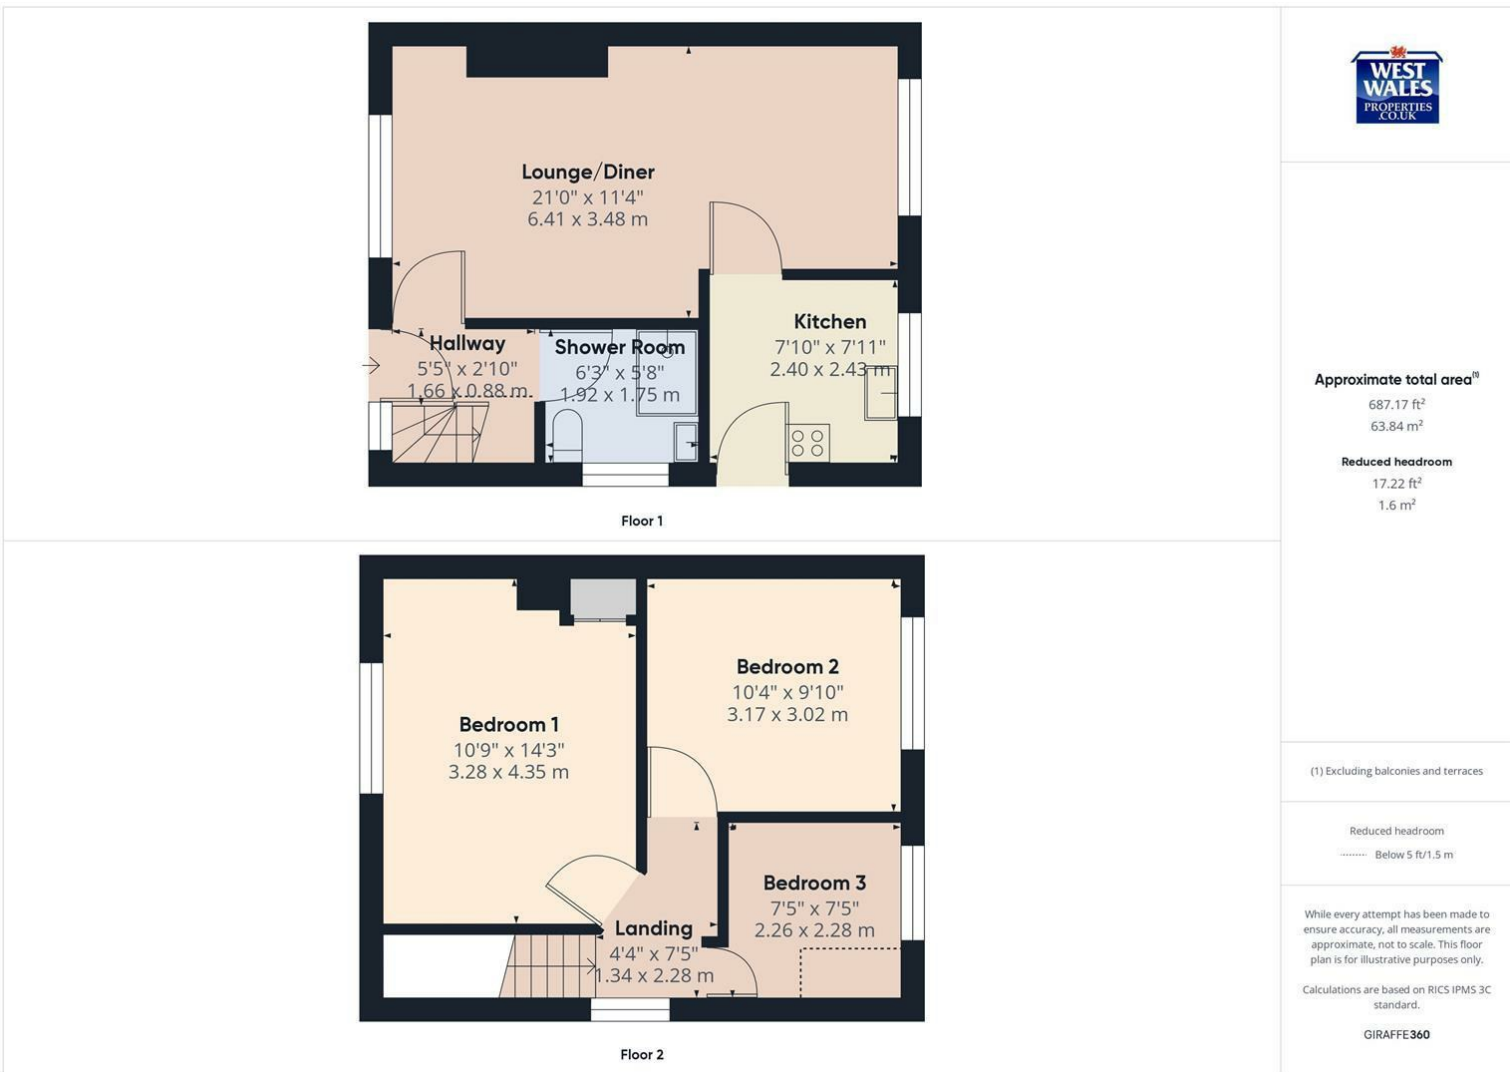 Lounge/Diner
21'0" x 11'4"
6.41 x 3.48 m
Hallway
5'5" x 2'10"
1.66 x 0.88 m
Shower Room
6'3" x 5'8"
1.92 x 1.75 m
Kitchen
7'10" x 7'11"
2.40 x 2.43 m
Floor 1
Bedroom 1
10'9" x 14'3"
3.28 x 4.35 m
Bedroom 2
10'4" x 9'10"
3.17 x 3.02 m
Bedroom 3
7'5" x 7'5"
2.26 x 2.28 m
Landing
4'4" x 7'5"
1.34 x 2.28 m
Floor 2
WEST
WALES
PROPERTIES
.CO.UK
Approximate total area(1)
687.17 ft²
63.84 m²
Reduced headroom
17.22 ft²
1.6 m²
(1) Excluding balconies and terraces
Reduced headroom
Below 5 ft/1.5 m
While every attempt has been made to
ensure accuracy, all measurements are
approximate, not to scale. This floor
plan is for illustrative purposes only.
Calculations are based on RICS IPMS 3C
standard.
GIRAFFE360